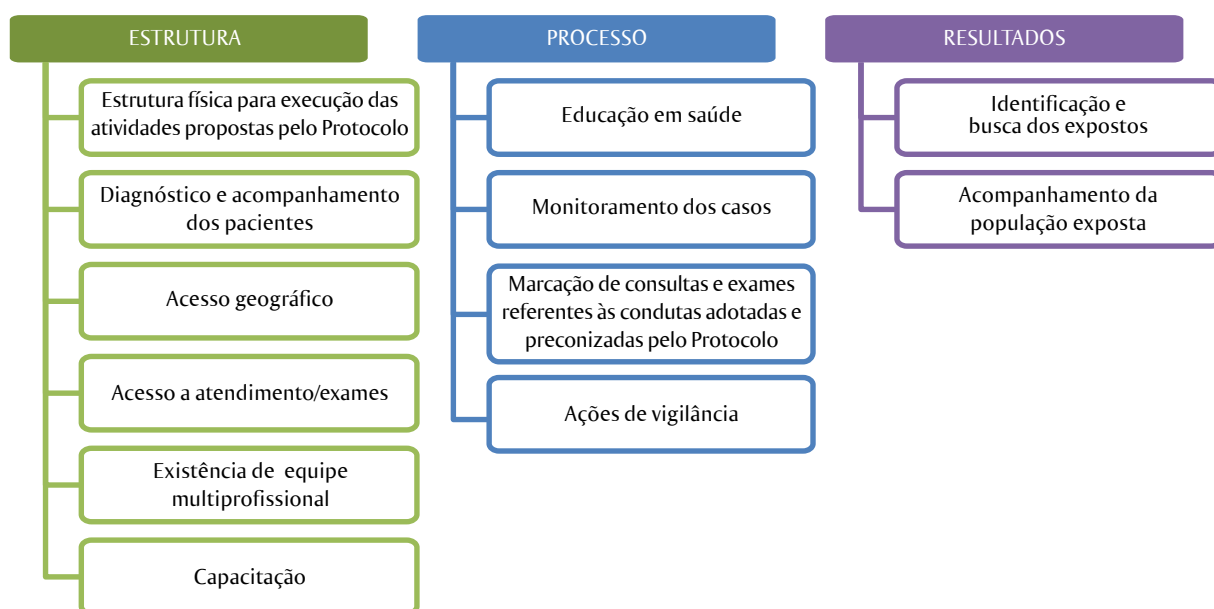 ESTRUTURA
Estrutura física para execução das
atividades propostas pelo Protocolo
Diagnóstico e acompanhamento
dos pacientes
Acesso geográfico
Acesso a atendimento/exames
Existência de equipe
multiprofissional
Capacitação
PROCESSO
Educação em saúde
Monitoramento dos casos
Marcação de consultas e exames
referentes às condutas adotadas e
preconizadas pelo Protocolo
Ações de vigilância
RESULTADOS
Identificação e
busca dos expostos
Acompanhamento da
população exposta